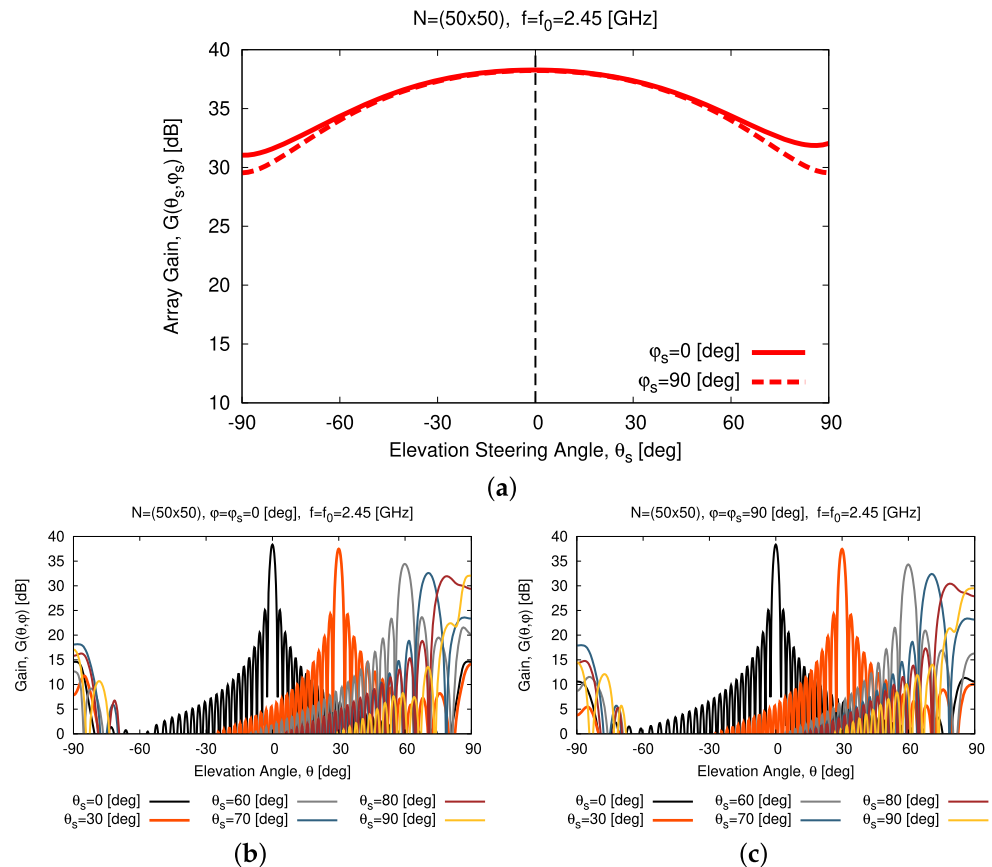 N=(50x50), f=f₀=2.45 [GHz]
Array Gain, G(θₛ,φₛ) [dB]
40
35
30
25
20
15
10
φₛ=0 [deg]
φₛ=90 [deg]
-90 -60 -30 0 30 60 90
Elevation Steering Angle, θₛ [deg]
(a)
N=(50x50), φ=φₛ=0 [deg], f=f₀=2.45 [GHz]
Gain, G(θ,φ) [dB]
40
35
30
25
20
15
10
5
0
-90 -60 -30 0 30 60 90
Elevation Angle, θ [deg]
θₛ=0 [deg] θₛ=60 [deg] θₛ=80 [deg]
θₛ=30 [deg] θₛ=70 [deg] θₛ=90 [deg]
(b)
N=(50x50), φ=φₛ=90 [deg], f=f₀=2.45 [GHz]
Gain, G(θ,φ) [dB]
40
35
30
25
20
15
10
5
0
-90 -60 -30 0 30 60 90
Elevation Angle, θ [deg]
θₛ=0 [deg] θₛ=60 [deg] θₛ=80 [deg]
θₛ=30 [deg] θₛ=70 [deg] θₛ=90 [deg]
(c)